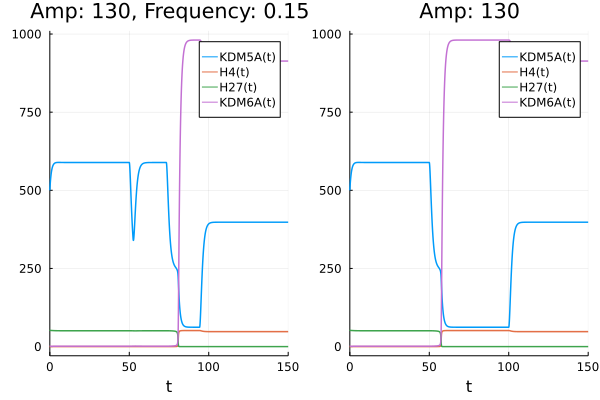 Amp: 130, Frequency: 0.15
1000
750
500
250
0
KDM5A(t)
H4(t)
H27(t)
KDM6A(t)
0 50 100 150
t
Amp: 130
1000
750
500
250
0
KDM5A(t)
H4(t)
H27(t)
KDM6A(t)
0 50 100 150
t